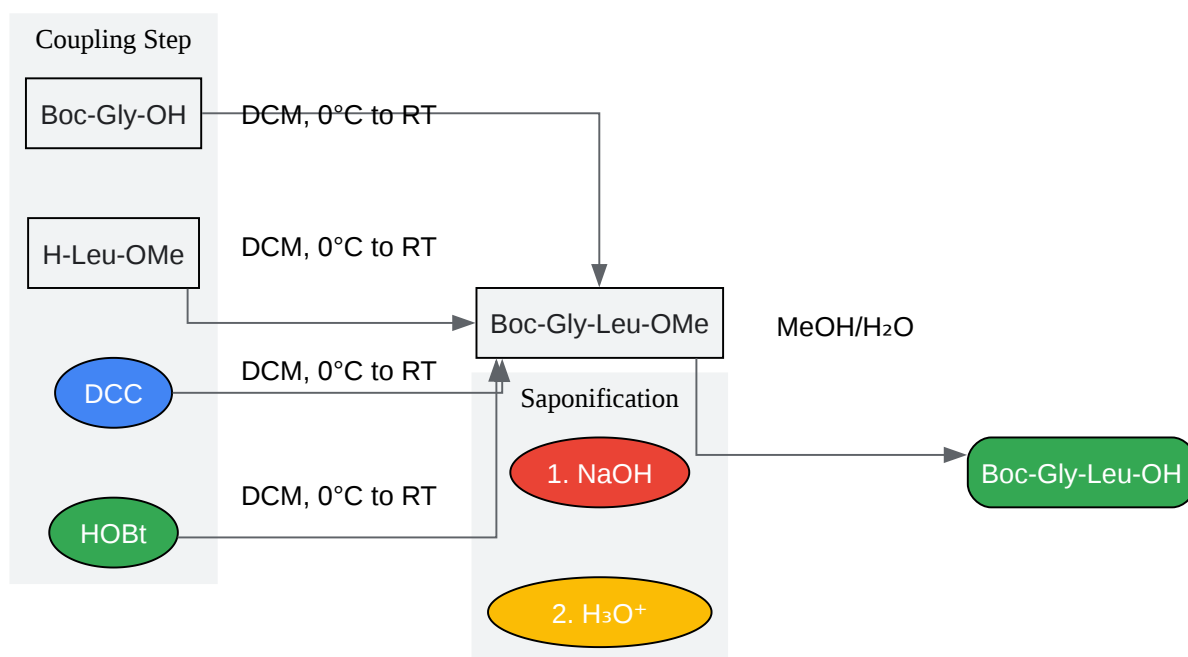 Coupling Step
Boc-Gly-OH
DCM, 0°C to RT
H-Leu-OMe
DCM, 0°C to RT
Boc-Gly-Leu-OMe
MeOH/H₂O
DCC
DCM, 0°C to RT
Saponification
1. NaOH
Boc-Gly-Leu-OH
HOBt
DCM, 0°C to RT
2. H₃O⁺